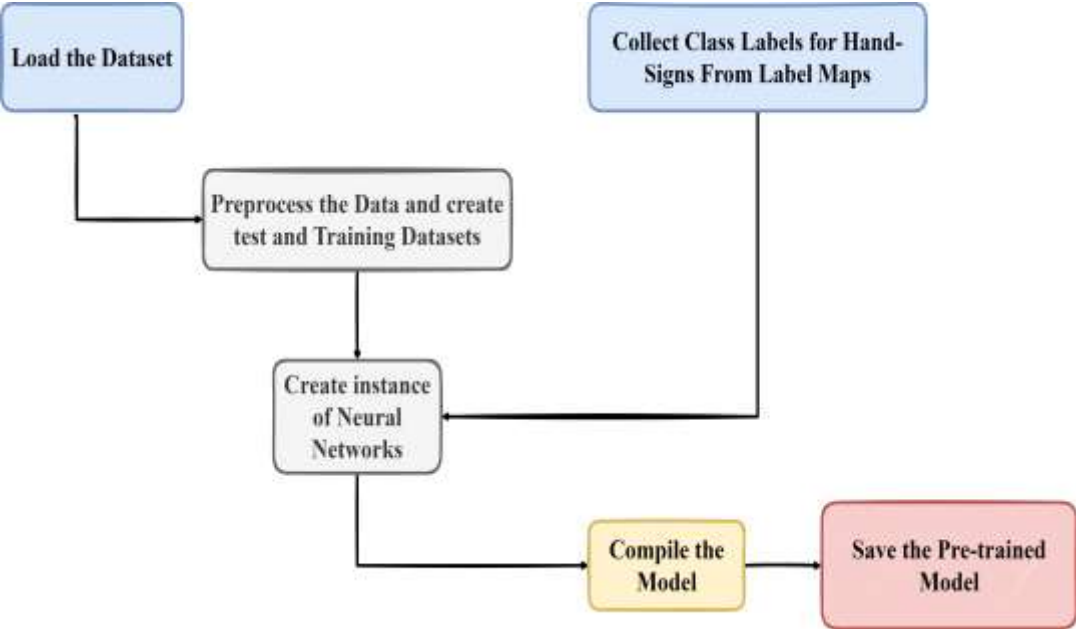 Load the Dataset
Collect Class Labels for Hand-
Signs From Label Maps
Preprocess the Data and create
test and Training Datasets
Create instance
of Neural
Networks
Compile the
Model
Save the Pre-trained
Model